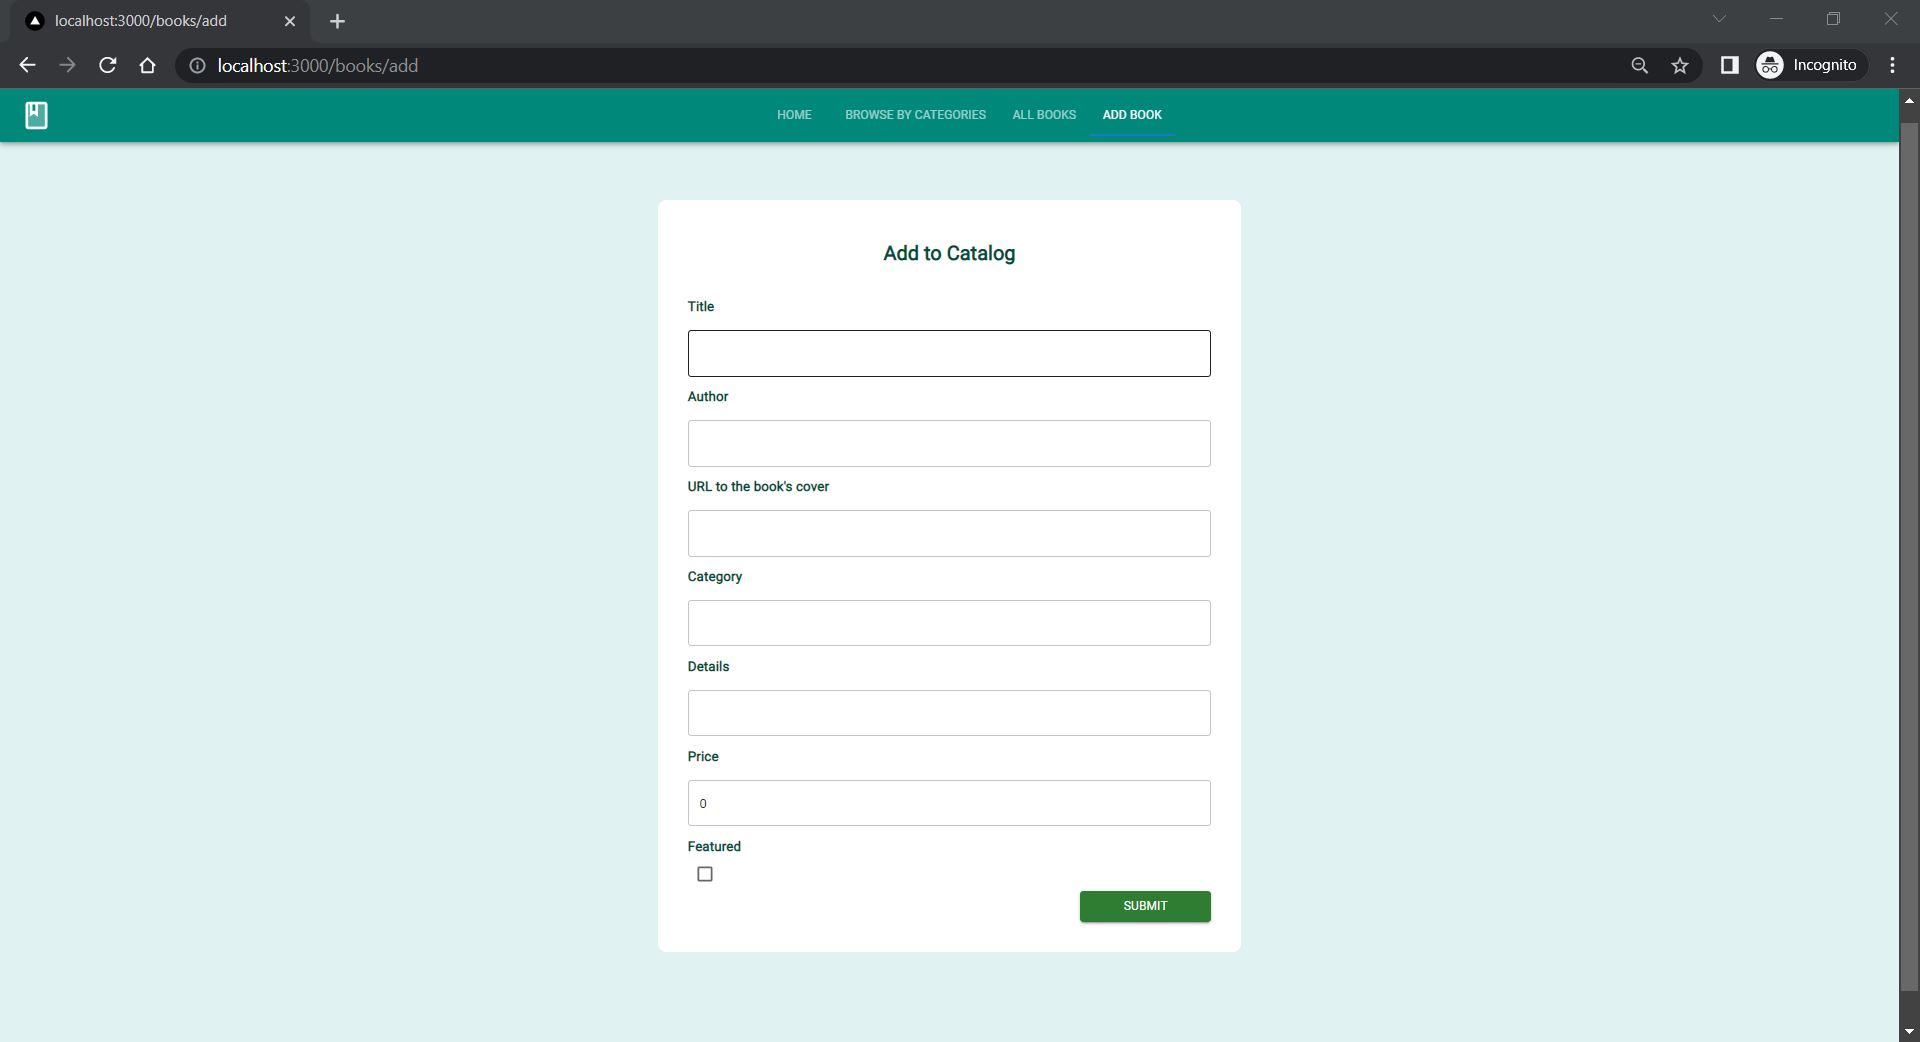 localhost:3000/books/add
localhost:3000/books/add
Incognito
HOME BROWSE BY CATEGORIES ALL BOOKS ADD BOOK
Add to Catalog
Title
Author
URL to the book's cover
Category
Details
Price
0
Featured
SUBMIT